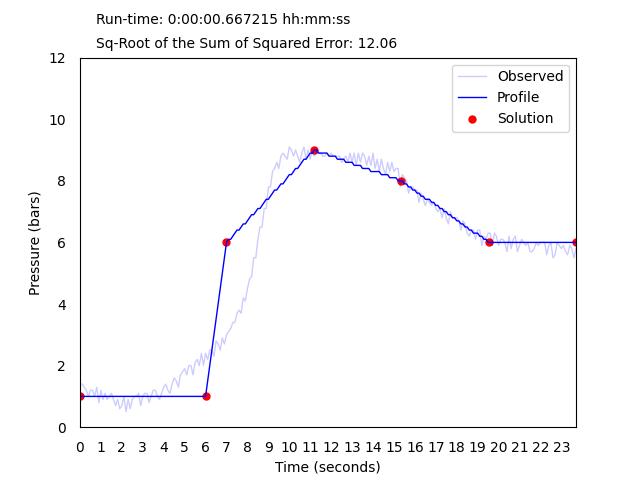 Run-time: 0:00:00.667215 hh:mm:ss
Sq-Root of the Sum of Squared Error: 12.06
12
10
8
6
4
2
0
Pressure (bars)
Observed
Profile
Solution
0 1 2 3 4 5 6 7 8 9 10 11 12 13 14 15 16 17 18 19 20 21 22 23
Time (seconds)